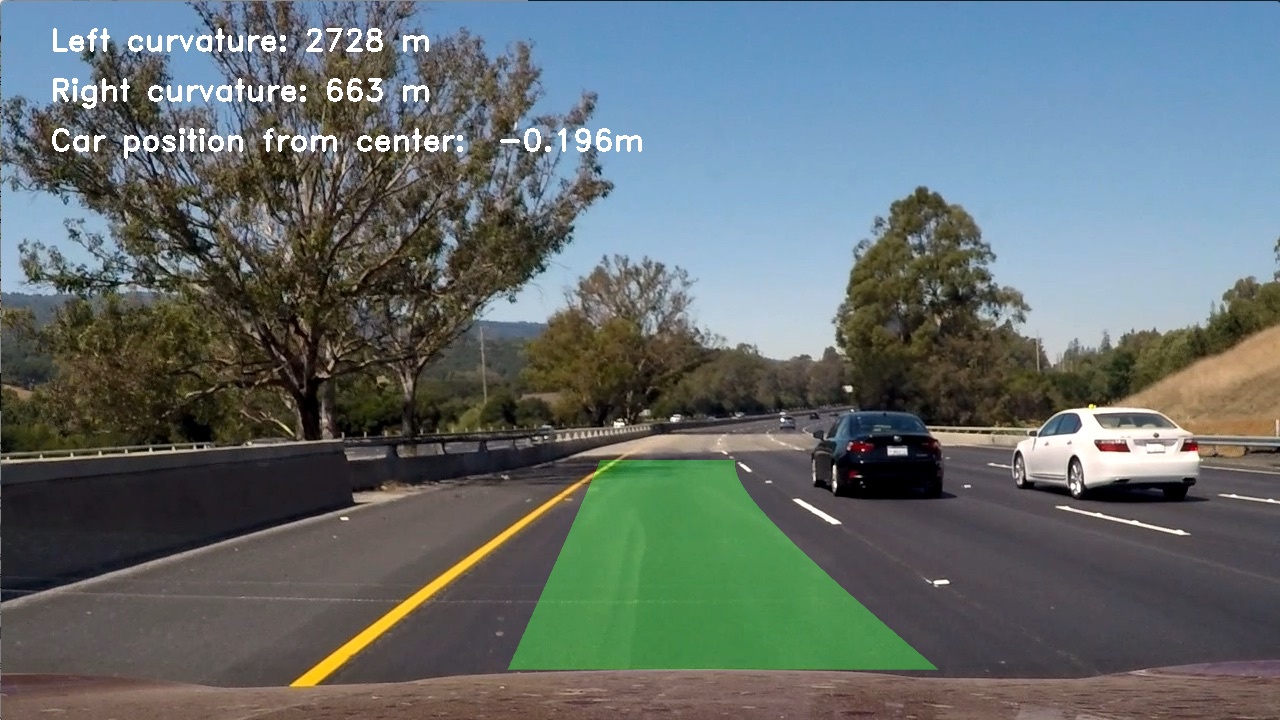 Left curvature: 2728 m
Right curvature: 663 m
Car position from center: -0.196m